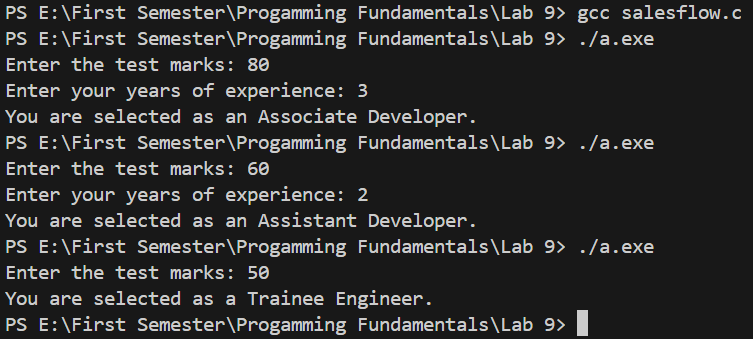 PS E:\First Semester\Progamming Fundamentals\Lab 9> gcc salesflow.c
PS E:\First Semester\Progamming Fundamentals\Lab 9> ./a.exe
Enter the test marks: 80
Enter your years of experience: 3
You are selected as an Associate Developer.
PS E:\First Semester\Progamming Fundamentals\Lab 9> ./a.exe
Enter the test marks: 60
Enter your years of experience: 2
You are selected as an Assistant Developer.
PS E:\First Semester\Progamming Fundamentals\Lab 9> ./a.exe
Enter the test marks: 50
You are selected as a Trainee Engineer.
PS E:\First Semester\Progamming Fundamentals\Lab 9>